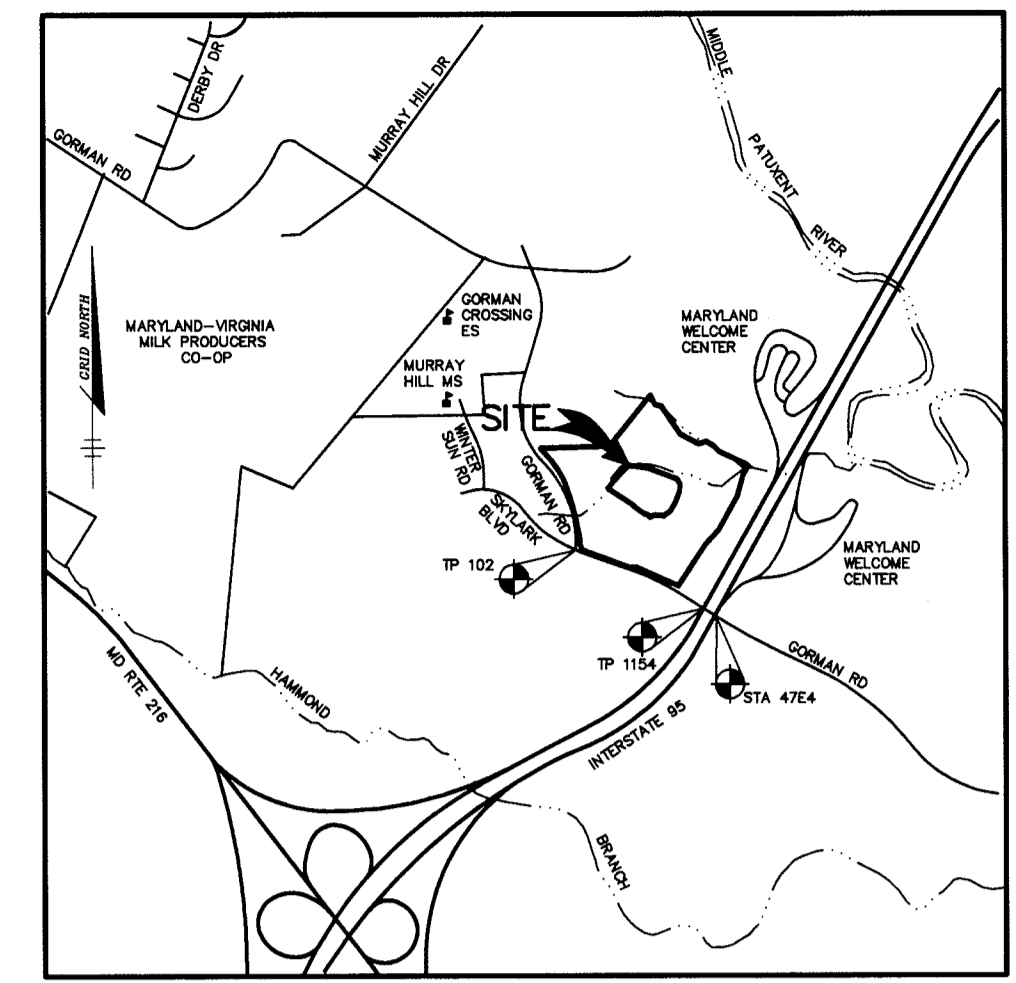 DERBY DR
MURRAY HILL DR
MIDDLE
PATUXENT
RIVER
GORMAN RD
GRID NORTH
MARYLAND-VIRGINIA
MILK PRODUCERS
CO-OP
GORMAN
CROSSING
ES
MURRAY
HILL MS
MARYLAND
WELCOME
CENTER
SITE
WINTER
SUN RD
GORMAN RD
SKYLARK
BLVD
TP 102
MARYLAND
WELCOME
CENTER
TP 1154
STA 47E4
GORMAN RD
MD RTE 216
HAMMOND
INTERSTATE 95
BRANCH